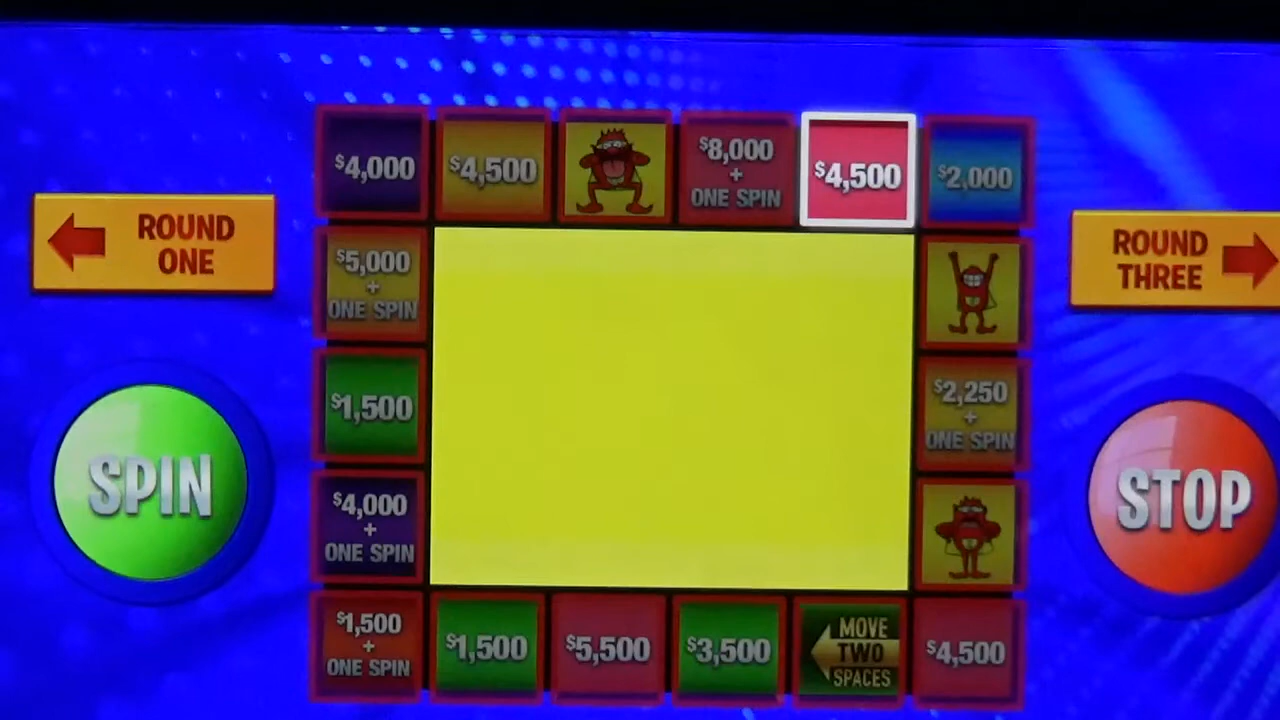 $4,000
$4,500
$8,000
+
ONE SPIN
$4,500
$2,000
ROUND
ONE
ROUND
THREE
$5,000
+
ONE SPIN
$1,500
$2,250
+
ONE SPIN
SPIN
STOP
$4,000
+
ONE SPIN
$1,500
+
ONE SPIN
$1,500
$5,500
$3,500
MOVE
TWO
SPACES
$4,500